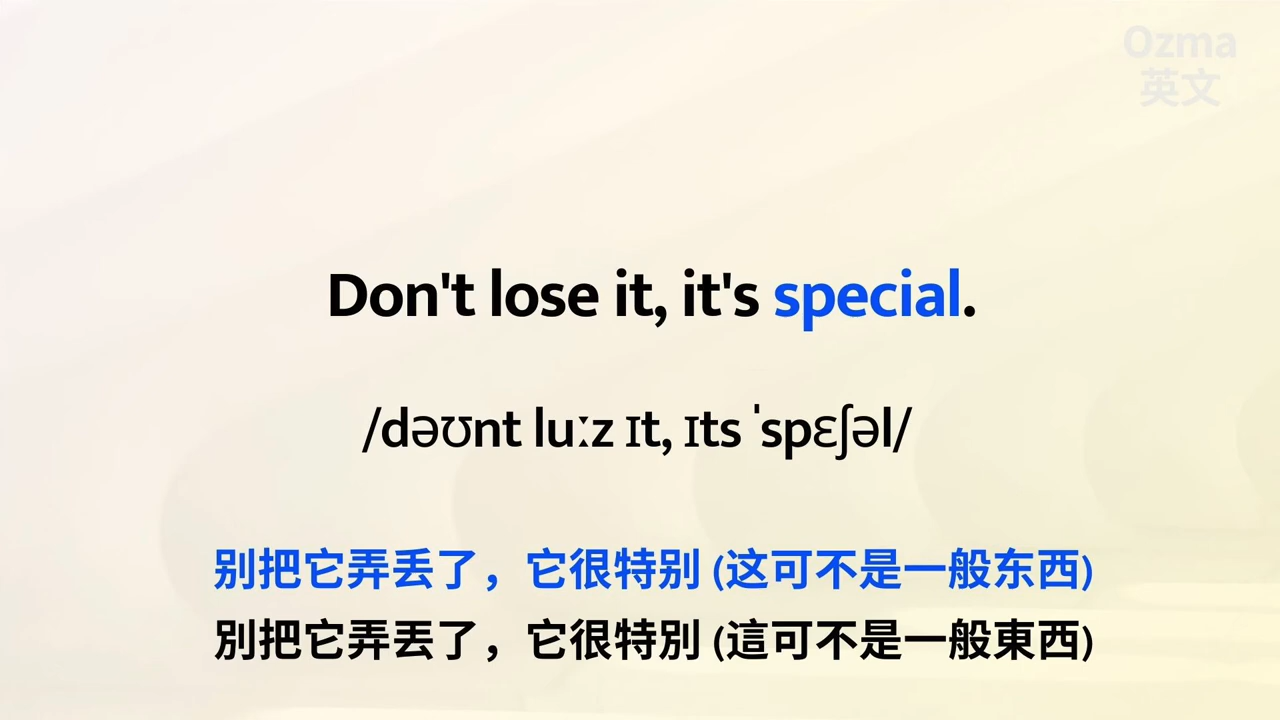 Ozma
英文
Don't lose it, it's special.
/dəʊnt luːz ɪt, ɪts ˈspɛʃəl/
别把它弄丢了，它很特别 (这可不是一般东西)
別把它弄丟了，它很特別 (這可不是一般東西)